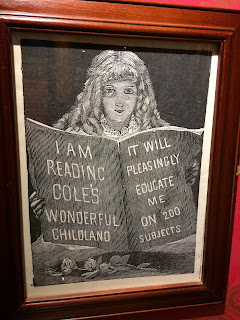 I AM
READING
COLE'S
WONDERFUL
CHILDLAND
IT WILL
PLEASINGLY
EDUCATE
ME
ON 200
SUBJECTS